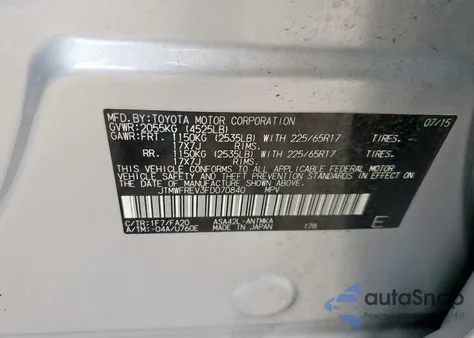 MFD.BY: TOYOTA MOTOR CORPORATION 07/15
GVWR: 2055KG (4525LB)
GAWR: FRT. 1150KG (2535LB) WITH 225/65R17 TIRES.
17X7J RIMS.
RR. 1150KG (2535LB) WITH 225/65R17 TIRES.
17X7J RIMS.
THIS VEHICLE CONFORMS TO ALL APPLICABLE FEDERAL MOTOR
VEHICLE SAFETY, BUMPER, AND THEFT PREVENTION STANDARDS
IN EFFECT ON THE DATE OF MANUFACTURE SHOWN ABOVE.
JTMWFREV3FD070840 MPV
C/TR: 1F7/FA20 ASA42L-ANTMKA
A/TM: -04A/U760E MADE IN JAPAN 178 E
autoSnap